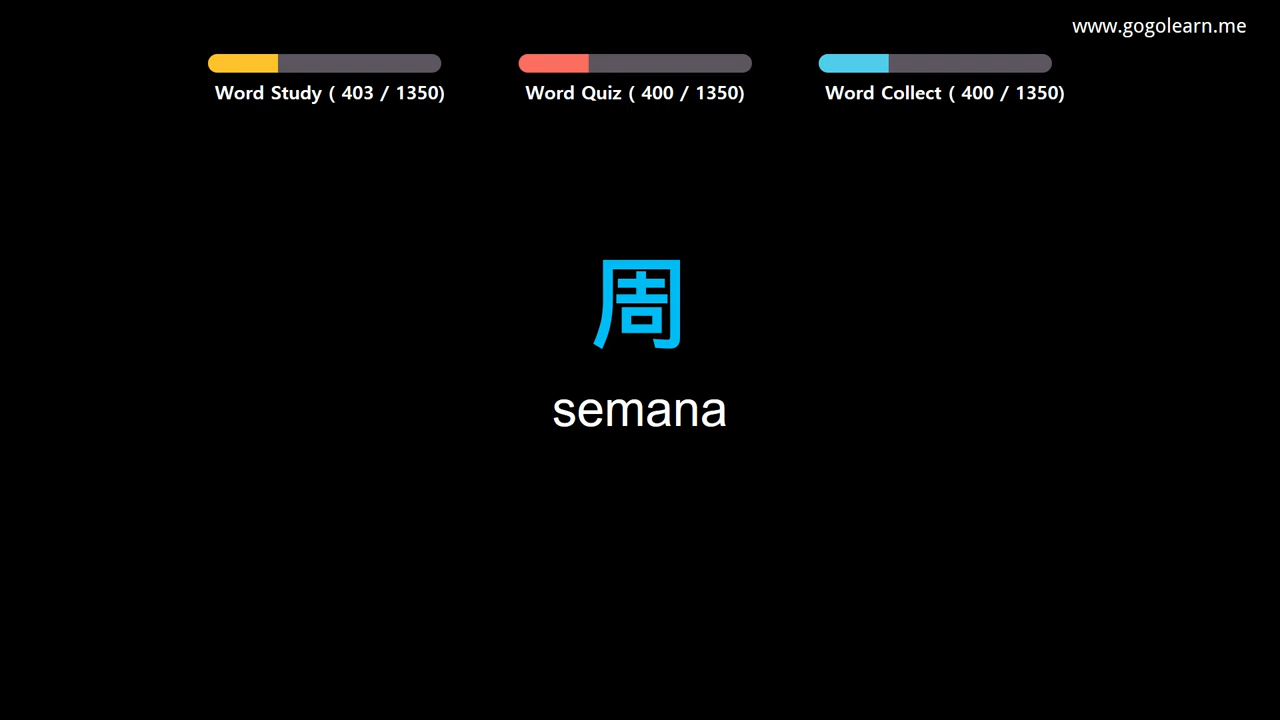 www.gogolearn.me
Word Study ( 403 / 1350)
Word Quiz ( 400 / 1350)
Word Collect ( 400 / 1350)
周
semana